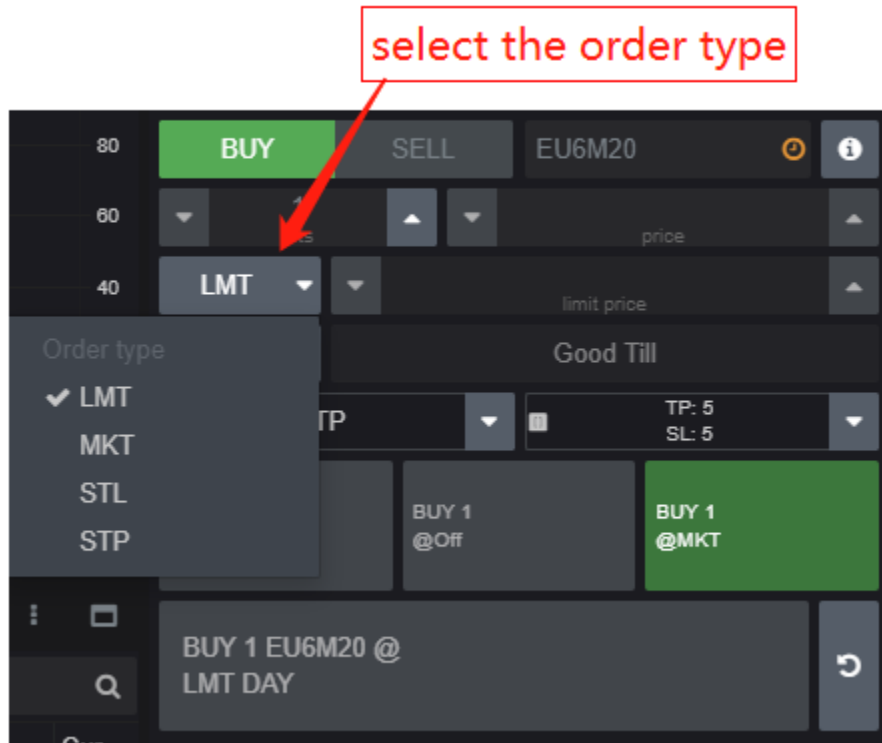 select the order type
80
BUY
SELL
EU6M20
60
price
40
LMT
limit price
Order type
Good Till
LMT
TP
TP: 5
SL: 5
MKT
STL
BUY 1
@Off
BUY 1
@MKT
STP
BUY 1 EU6M20 @
LMT DAY